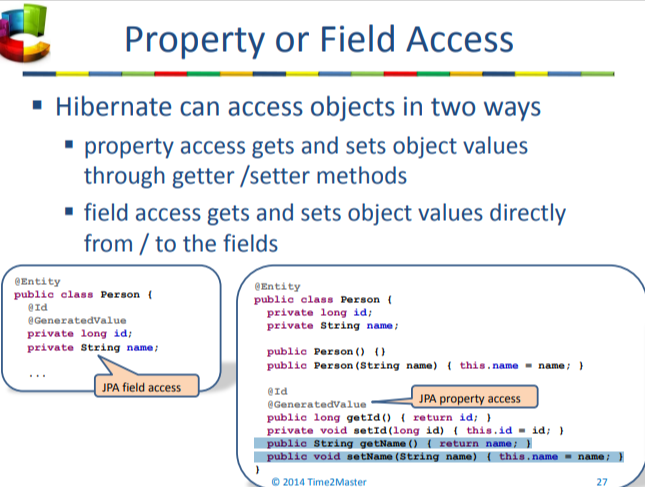 Property or Field Access
▪ Hibernate can access objects in two ways
▪ property access gets and sets object values
through getter /setter methods
▪ field access gets and sets object values directly
from / to the fields
@Entity
public class Person {
@Id
@GeneratedValue
private long id;
private String name;
...
JPA field access
@Entity
public class Person {
private long id;
private String name;
public Person() {}
public Person(String name) { this.name = name; }
@Id
@GeneratedValue
JPA property access
public long getId() { return id; }
private void setId(long id) { this.id = id; }
public String getName() { return name; }
public void setName(String name) { this.name = name; }
}
© 2014 Time2Master
27